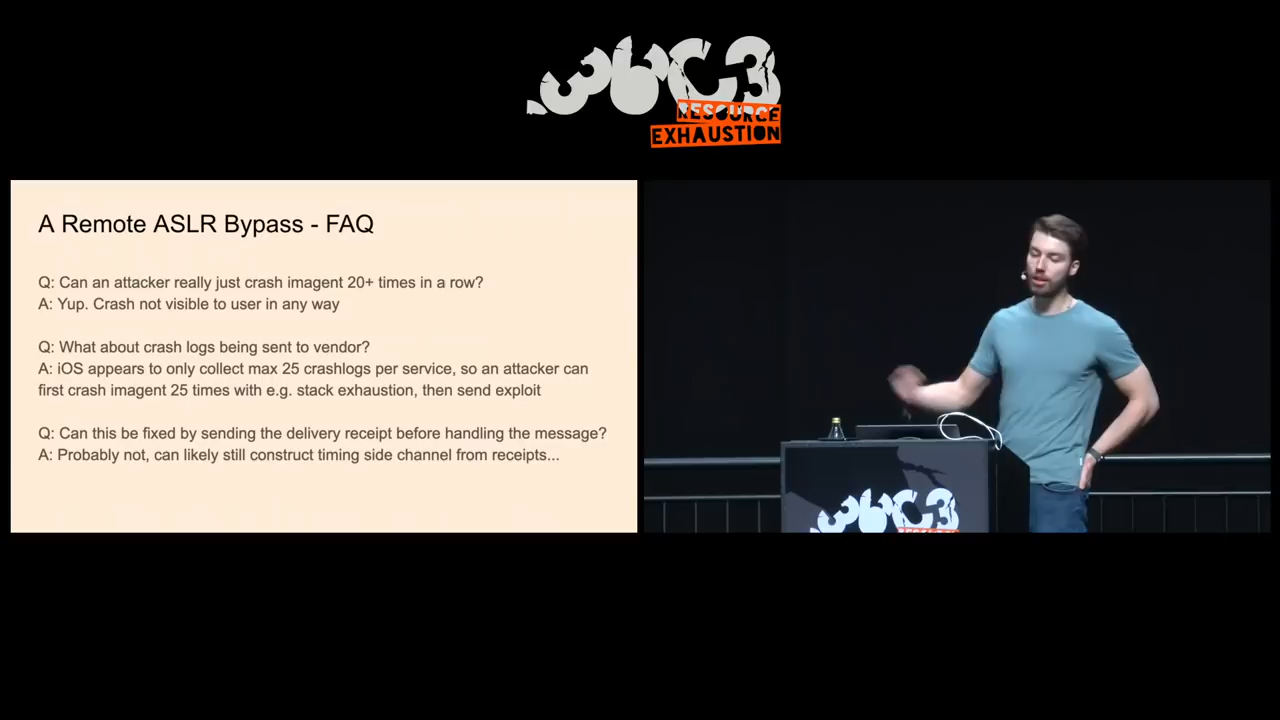 36C3
RESOURCE
EXHAUSTION
A Remote ASLR Bypass - FAQ
Q: Can an attacker really just crash imagent 20+ times in a row?
A: Yup. Crash not visible to user in any way
Q: What about crash logs being sent to vendor?
A: iOS appears to only collect max 25 crashlogs per service, so an attacker can
first crash imagent 25 times with e.g. stack exhaustion, then send exploit
Q: Can this be fixed by sending the delivery receipt before handling the message?
A: Probably not, can likely still construct timing side channel from receipts...
36C3
RESOURCE